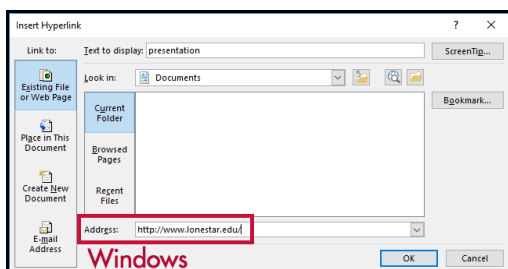 Insert Hyperlink ? ×
Link to: Text to display: presentation ScreenTip...
Existing File
or Web Page
Look in: Documents
Bookmark...
Current
Folder
Place in This
Document
Browsed
Pages
Create New
Document
Recent
Files
E-mail
Address
Address: http://www.lonestar.edu/
Windows
OK Cancel